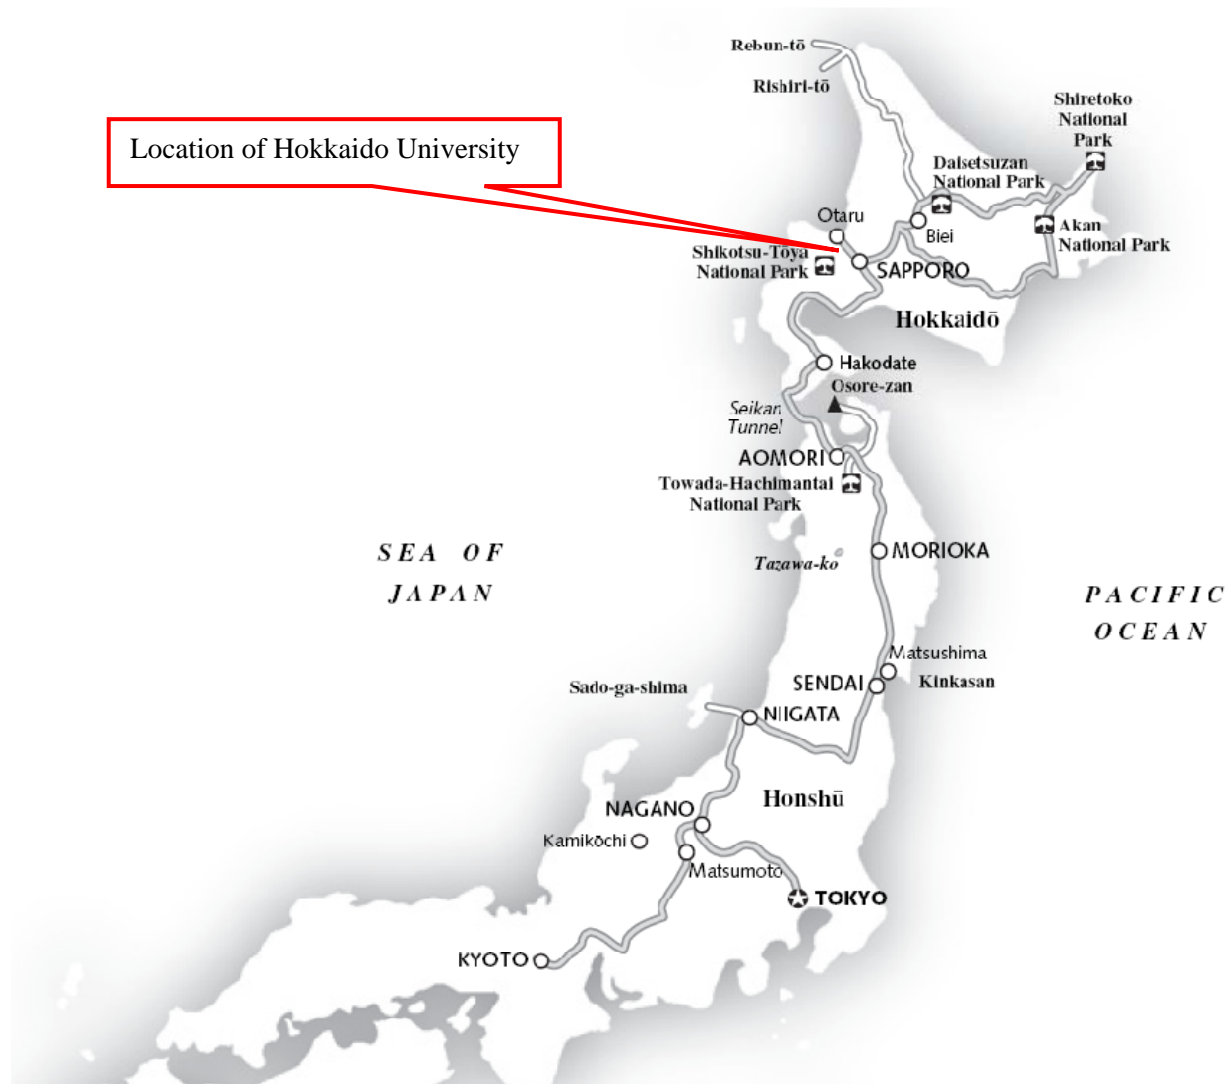 Rebun-tō
Rishiri-tō
Shiretoko
National
Park
Location of Hokkaido University
Daisetsuzan
National Park
Otaru
Biei
Akan
National Park
Shikotsu-Tōya
National Park
SAPPORO
Hokkaidō
Hakodate
Osore-zan
Seikan
Tunnel
AOMORI
Towada-Hachimantai
National Park
SEA OF
JAPAN
Tazawa-ko
MORIOKA
PACIFIC
OCEAN
Matsushima
SENDAI
Kinkasan
Sado-ga-shima
NIIGATA
Honshū
NAGANO
Kamikōchi
Matsumoto
TOKYO
KYOTO